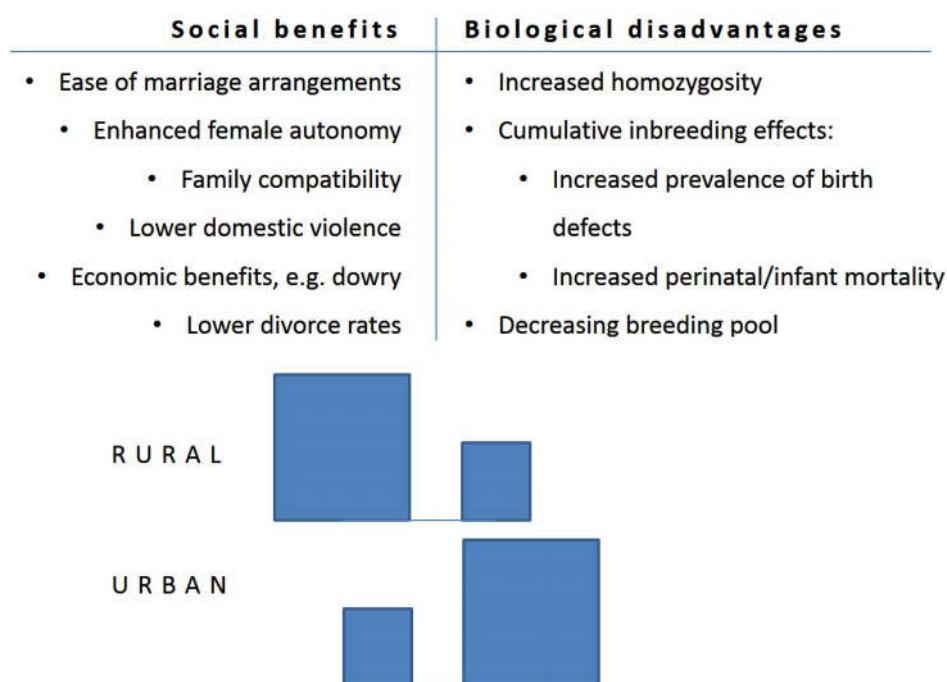 Social benefits
• Ease of marriage arrangements
• Enhanced female autonomy
• Family compatibility
• Lower domestic violence
• Economic benefits, e.g. dowry
• Lower divorce rates
Biological disadvantages
• Increased homozygosity
• Cumulative inbreeding effects:
• Increased prevalence of birth
defects
• Increased perinatal/infant mortality
• Decreasing breeding pool
RURAL
URBAN